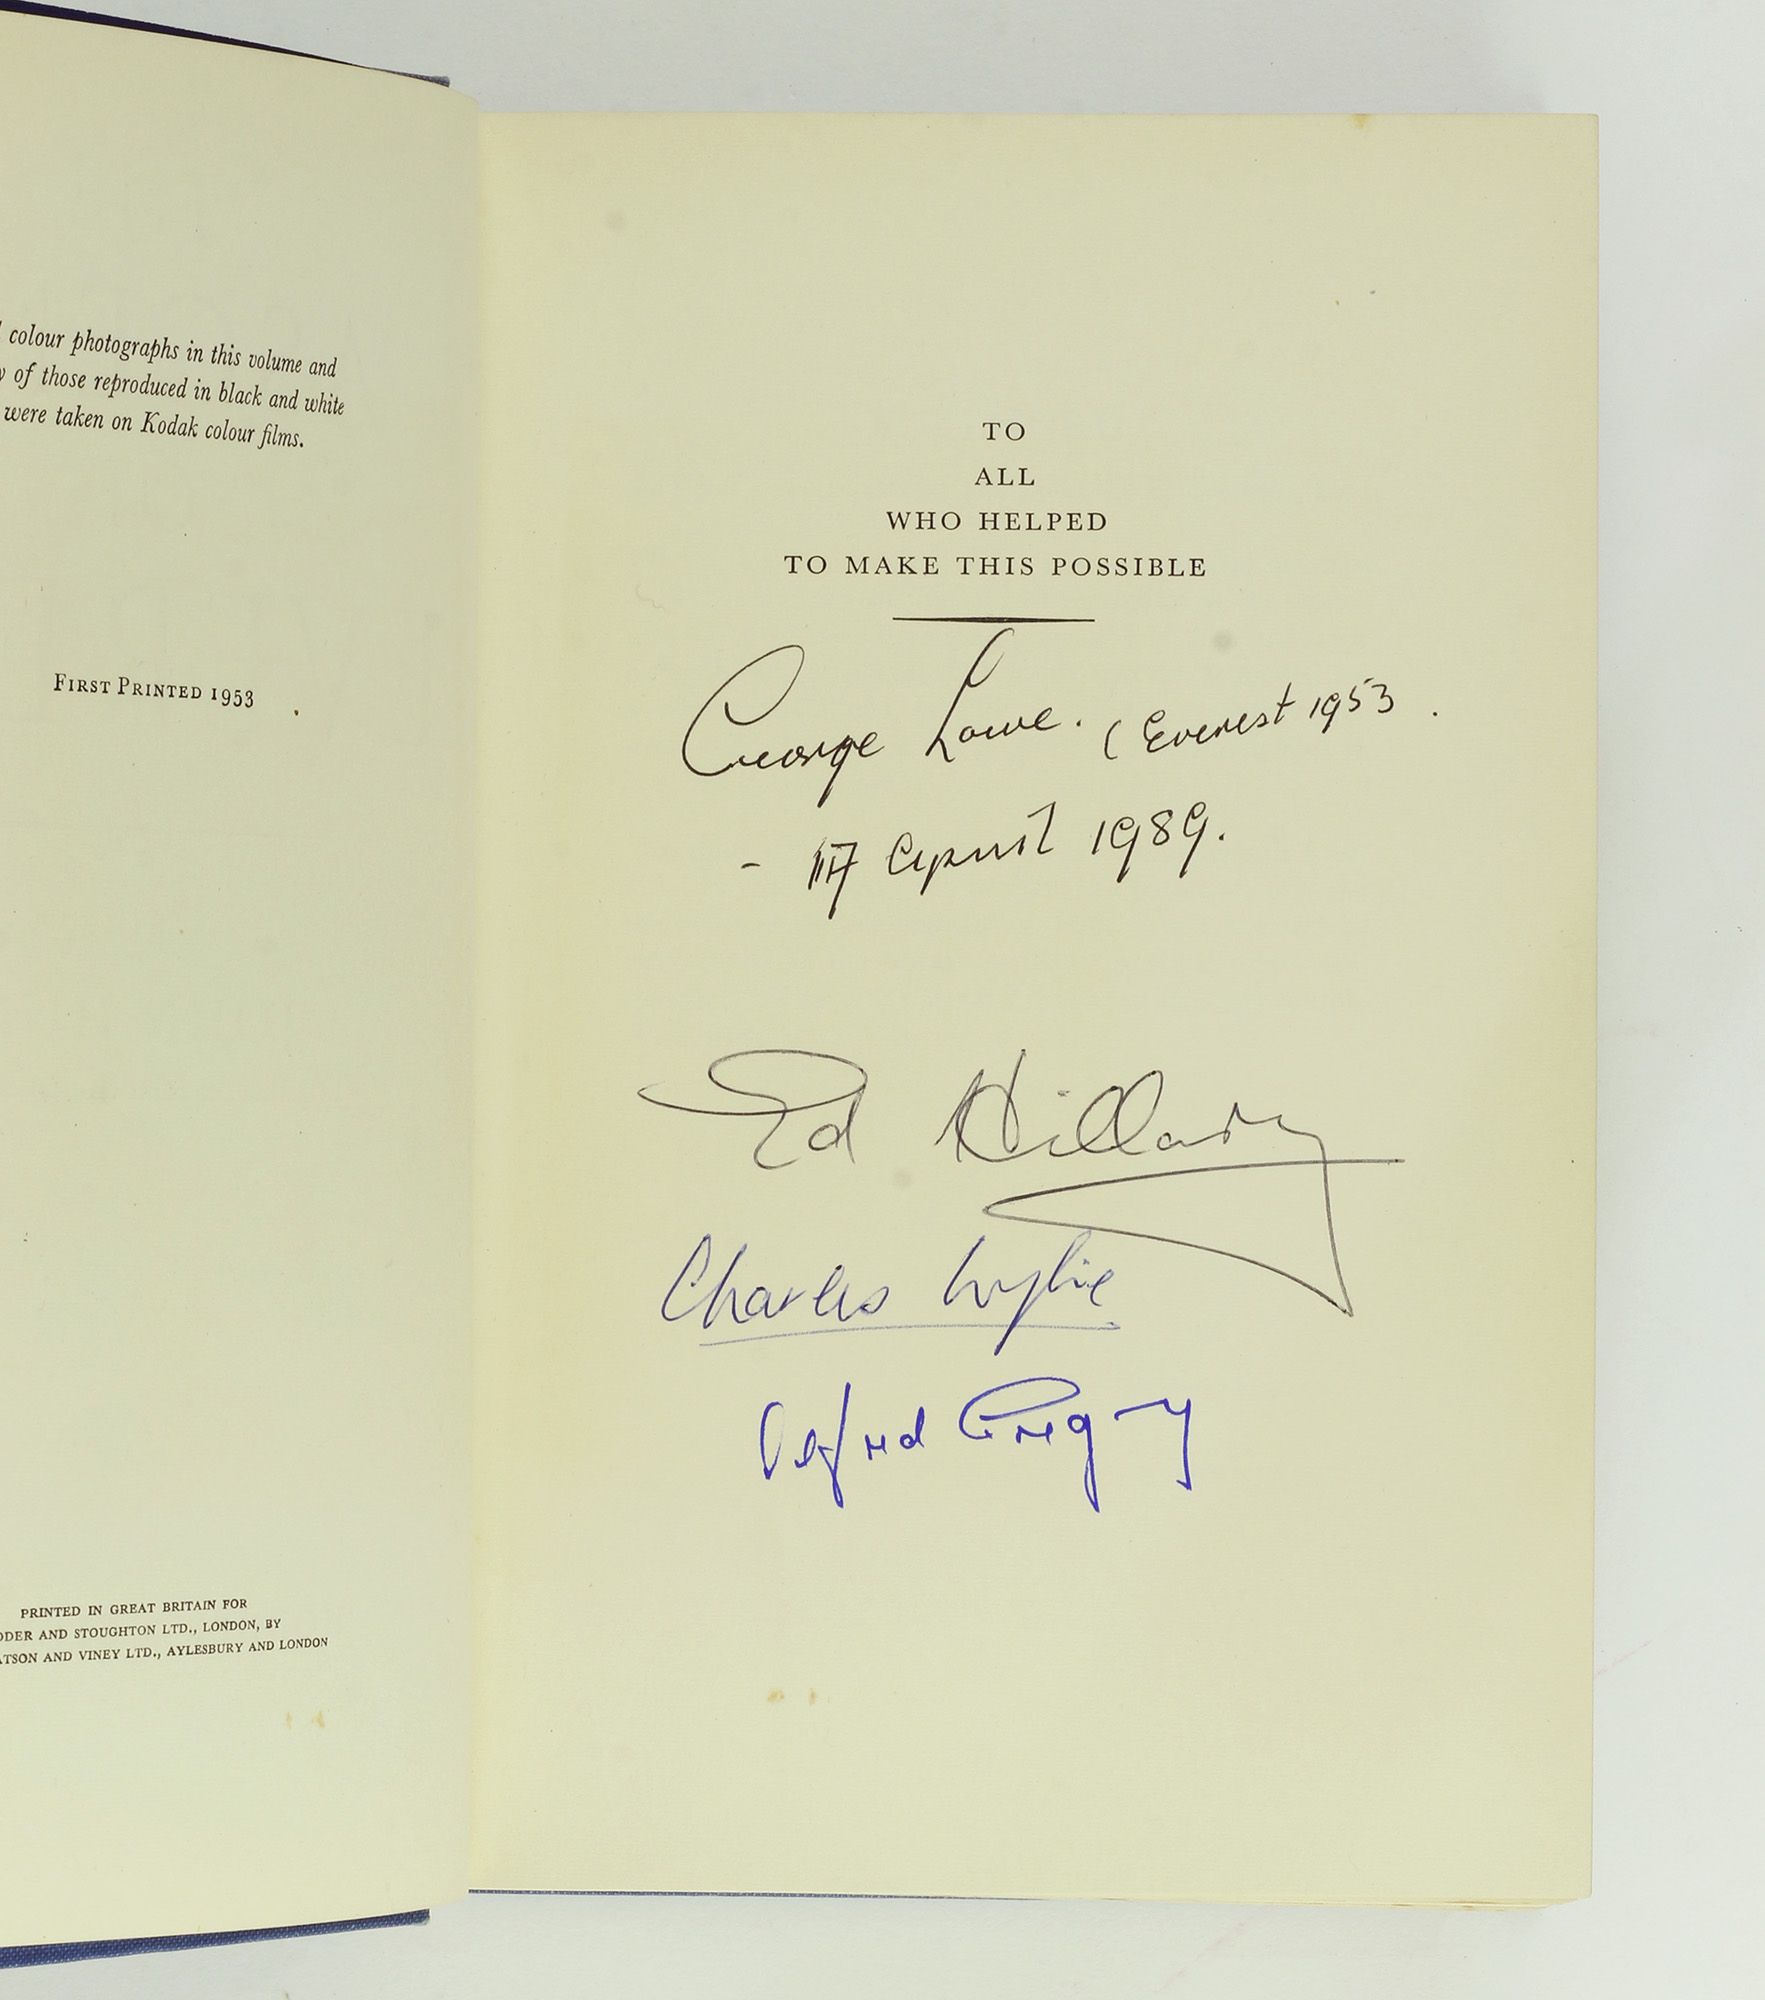 colour photographs in this volume and
of those reproduced in black and white
were taken on Kodak colour films.
FIRST PRINTED 1953
PRINTED IN GREAT BRITAIN FOR
ODER AND STOUGHTON LTD., LONDON, BY
ATSON AND VINEY LTD., AYLESBURY AND LONDON
TO
ALL
WHO HELPED
TO MAKE THIS POSSIBLE
George Lowe. (Everest 1953.
- 17 April 1989.
Ed Hillary
Charles Wylie
Alfred Gregory